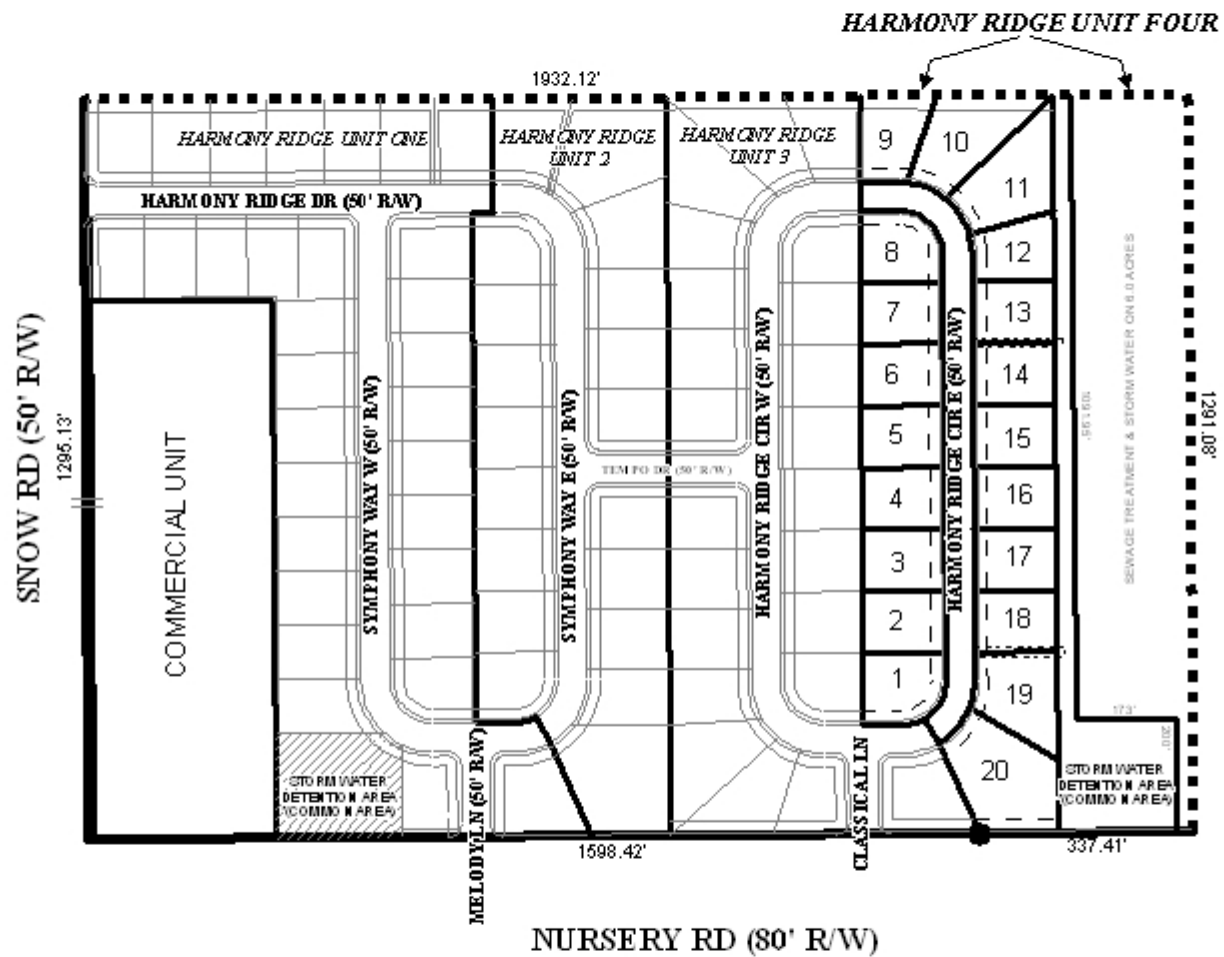 HARMONY RIDGE UNIT FOUR
1932.12'
HARMONY RIDGE UNIT ONE
HARMONY RIDGE
UNIT 2
HARMONY RIDGE
UNIT 3
9
10
11
HARMONY RIDGE DR (50' R/W)
8
12
7
13
6
14
5
15
4
16
3
17
2
18
1
19
20
SNOW RD (50' R/W)
1295.13'
COMMERCIAL UNIT
SYMPHONY WAY W (50' R/W)
SYMPHONY WAY E (50' R/W)
TEMPO DR (50' R/W)
HARMONY RIDGE CIR W (50' R/W)
HARMONY RIDGE CIR E (50' R/W)
SEWAGE TREATMENT & STORM WATER ON 6.0 ACRES
1291.08'
173'
200'
STORM WATER
DETENTION AREA
(COMMON AREA)
STORM WATER
DETENTION AREA
(COMMON AREA)
MELODY LN (50' R/W)
CLASSICAL LN
1598.42'
337.41'
NURSERY RD (80' R/W)